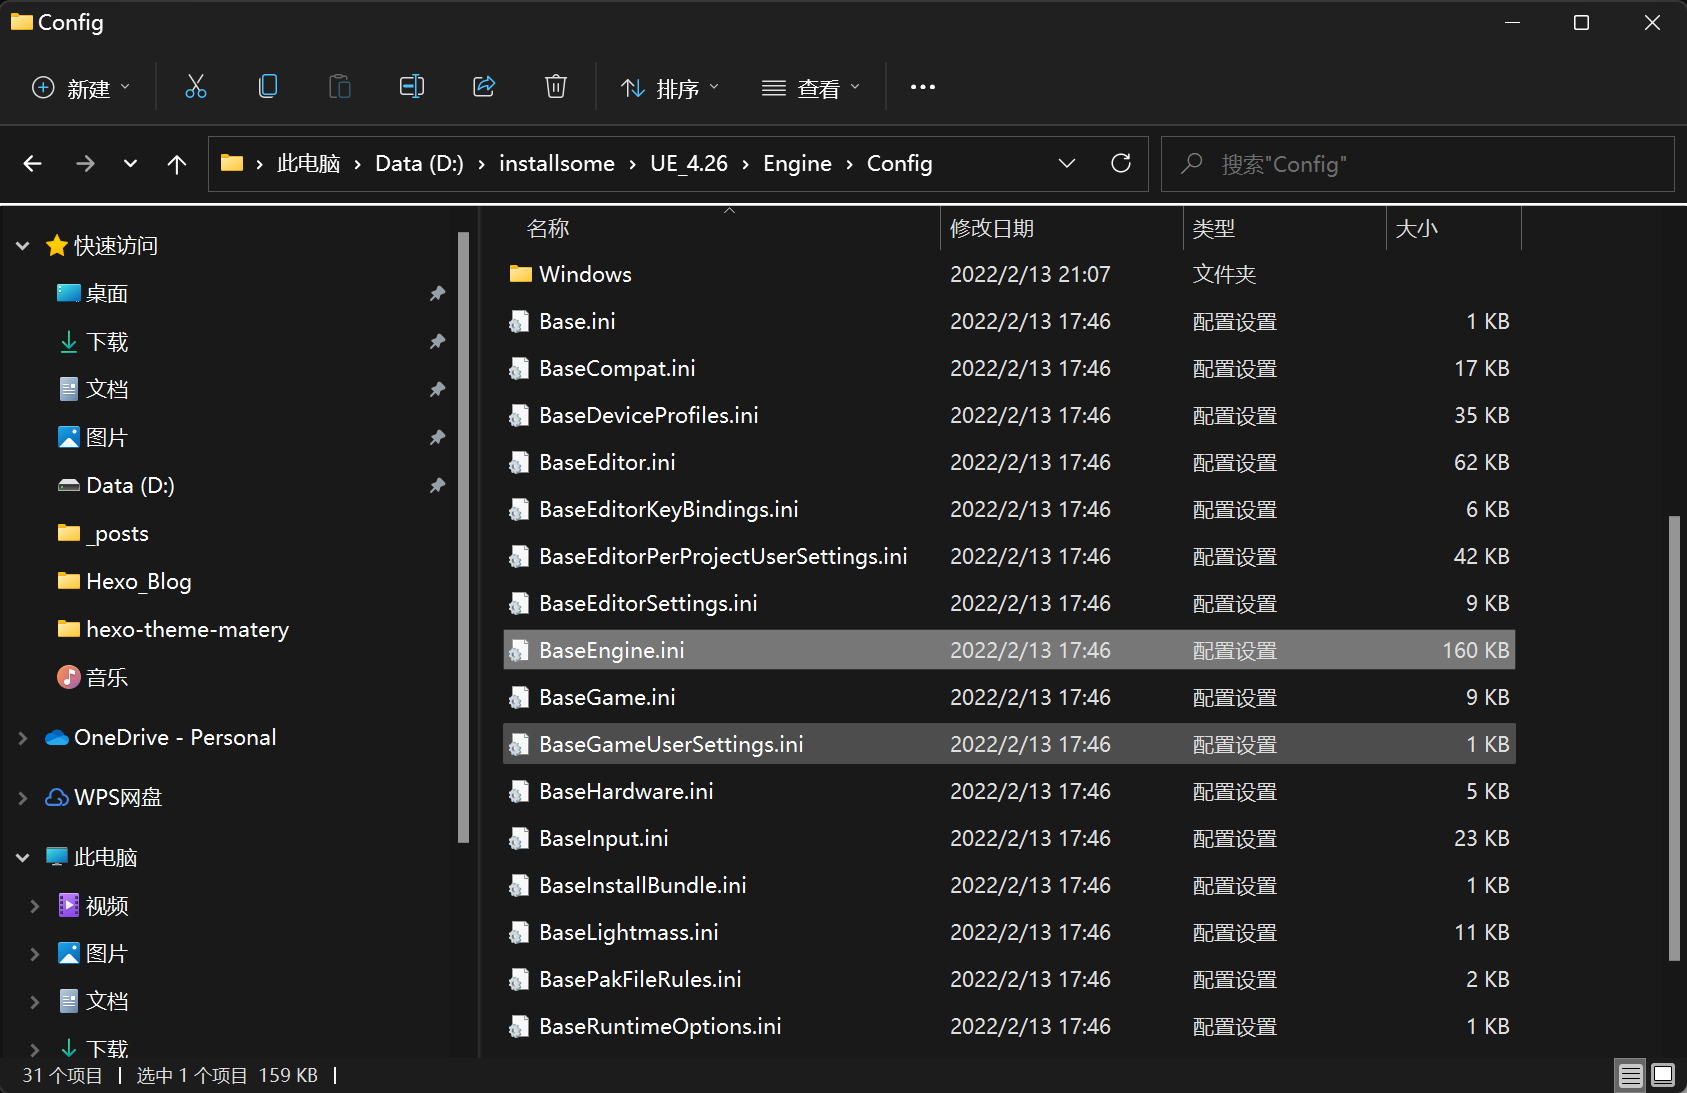 Config
新建 排序 查看
此电脑 › Data (D:) › installsome › UE_4.26 › Engine › Config
搜索"Config"
快速访问
桌面
下载
文档
图片
Data (D:)
_posts
Hexo_Blog
hexo-theme-matery
音乐
OneDrive - Personal
WPS网盘
此电脑
视频
图片
文档
下载
名称 修改日期 类型 大小
Windows 2022/2/13 21:07 文件夹
Base.ini 2022/2/13 17:46 配置设置 1 KB
BaseCompat.ini 2022/2/13 17:46 配置设置 17 KB
BaseDeviceProfiles.ini 2022/2/13 17:46 配置设置 35 KB
BaseEditor.ini 2022/2/13 17:46 配置设置 62 KB
BaseEditorKeyBindings.ini 2022/2/13 17:46 配置设置 6 KB
BaseEditorPerProjectUserSettings.ini 2022/2/13 17:46 配置设置 42 KB
BaseEditorSettings.ini 2022/2/13 17:46 配置设置 9 KB
BaseEngine.ini 2022/2/13 17:46 配置设置 160 KB
BaseGame.ini 2022/2/13 17:46 配置设置 9 KB
BaseGameUserSettings.ini 2022/2/13 17:46 配置设置 1 KB
BaseHardware.ini 2022/2/13 17:46 配置设置 5 KB
BaseInput.ini 2022/2/13 17:46 配置设置 23 KB
BaseInstallBundle.ini 2022/2/13 17:46 配置设置 1 KB
BaseLightmass.ini 2022/2/13 17:46 配置设置 11 KB
BasePakFileRules.ini 2022/2/13 17:46 配置设置 2 KB
BaseRuntimeOptions.ini 2022/2/13 17:46 配置设置 1 KB
31 个项目 | 选中 1 个项目 159 KB |